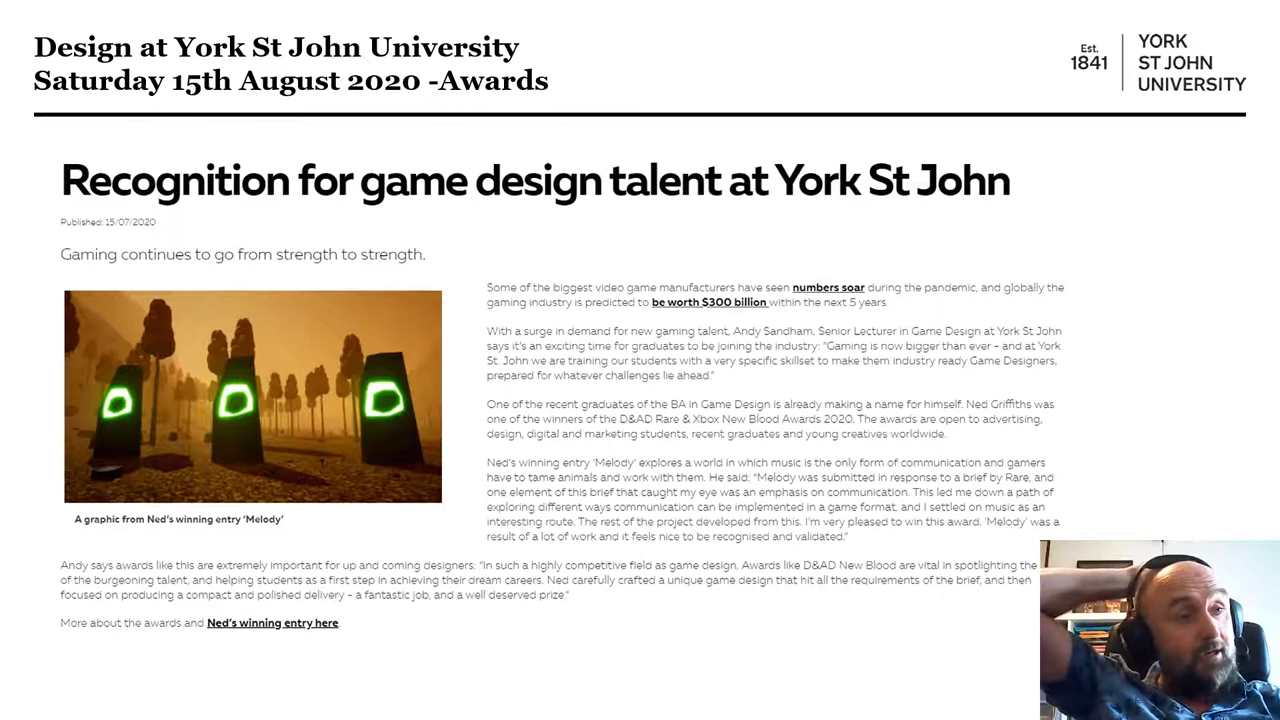 Design at York St John University
Saturday 15th August 2020 -Awards
Est.
1841
YORK
ST JOHN
UNIVERSITY
Recognition for game design talent at York St John
Published: 15/07/2020
Gaming continues to go from strength to strength.
Some of the biggest video game manufacturers have seen numbers soar during the pandemic, and globally the
gaming industry is predicted to be worth $300 billion within the next 5 years.
With a surge in demand for new gaming talent, Andy Sandham, Senior Lecturer in Game Design at York St John
says it's an exciting time for graduates to be joining the industry: "Gaming is now bigger than ever - and at York
St. John we are training our students with a very specific skillset to make them industry ready Game Designers,
prepared for whatever challenges lie ahead."
One of the recent graduates of the BA in Game Design is already making a name for himself. Ned Griffiths was
one of the winners of the D&AD Rare & Xbox New Blood Awards 2020. The awards are open to advertising,
design, digital and marketing students, recent graduates and young creatives worldwide.
Ned's winning entry 'Melody' explores a world in which music is the only form of communication and gamers
have to tame animals and work with them. He said: "Melody was submitted in response to a brief by Rare, and
one element of this brief that caught my eye was an emphasis on communication. This led me down a path of
exploring different ways communication can be implemented in a game format, and I settled on music as an
interesting route. The rest of the project developed from this. I'm very pleased to win this award. 'Melody' was a
result of a lot of work and it feels nice to be recognised and validated."
A graphic from Ned's winning entry 'Melody'
Andy says awards like this are extremely important for up and coming designers: "In such a highly competitive field as game design, Awards like D&AD New Blood are vital in spotlighting the
of the burgeoning talent, and helping students as a first step in achieving their dream careers. Ned carefully crafted a unique game design that hit all the requirements of the brief, and then
focused on producing a compact and polished delivery - a fantastic job, and a well deserved prize."
More about the awards and Ned's winning entry here.